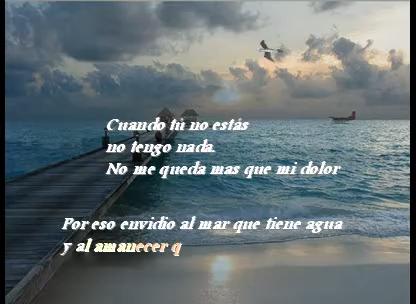 Cuando tú no estás
no tengo nada.
No me queda mas que mi dolor
Por eso envidio al mar que tiene agua
y al amanecer q